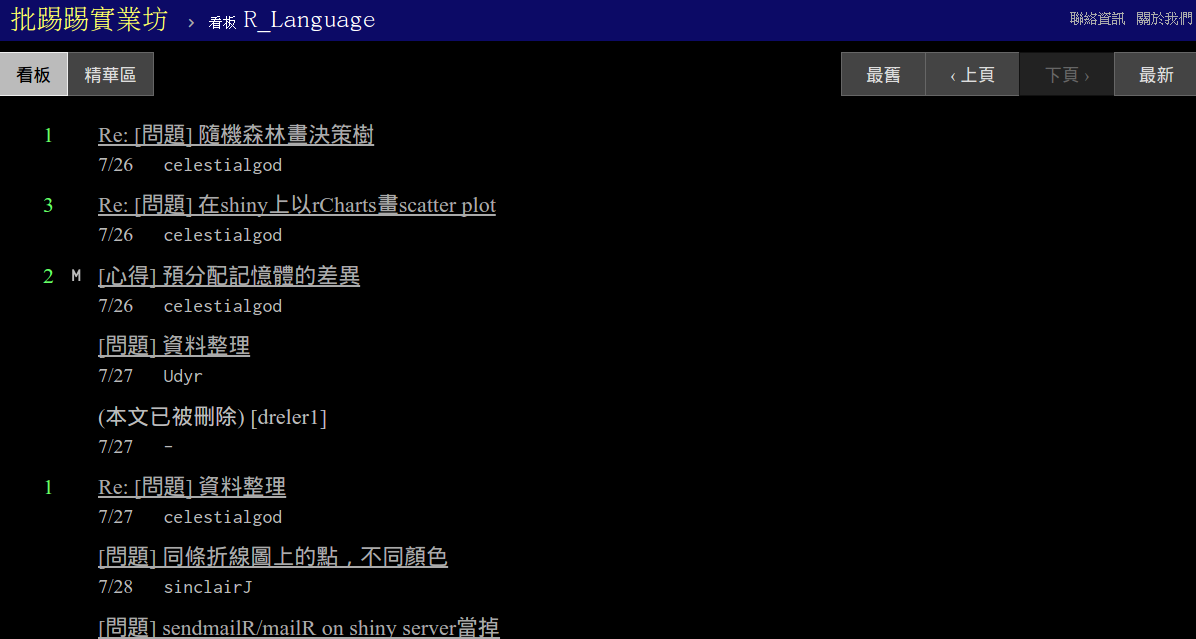 批踢踢實業坊 › 看板 R_Language 聯絡資訊 關於我們
看板 精華區 最舊 ‹ 上頁 下頁 › 最新
1 Re: [問題] 隨機森林畫決策樹
7/26 celestialgod
3 Re: [問題] 在shiny上以rCharts畫scatter plot
7/26 celestialgod
2 M [心得] 預分配記憶體的差異
7/26 celestialgod
[問題] 資料整理
7/27 Udyr
(本文已被刪除) [dreler1]
7/27 -
1 Re: [問題] 資料整理
7/27 celestialgod
[問題] 同條折線圖上的點，不同顏色
7/28 sinclairJ
[問題] sendmailR/mailR on shiny server當掉